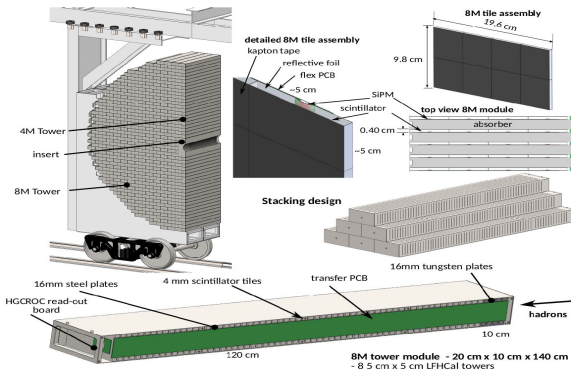 8M tile assembly
19.6 cm
9.8 cm
detailed 8M tile assembly
kapton tape
reflective foil
flex PCB
~5 cm
SiPM
scintillator
top view 8M module
absorber
0.40 cm
~5 cm
4M Tower
insert
8M Tower
Stacking design
16mm steel plates
4 mm scintillator tiles
transfer PCB
16mm tungsten plates
HGCROC read-out
board
hadrons
10 cm
120 cm
8M tower module - 20 cm x 10 cm x 140 cm
- 8 5 cm x 5 cm LFHCal towers